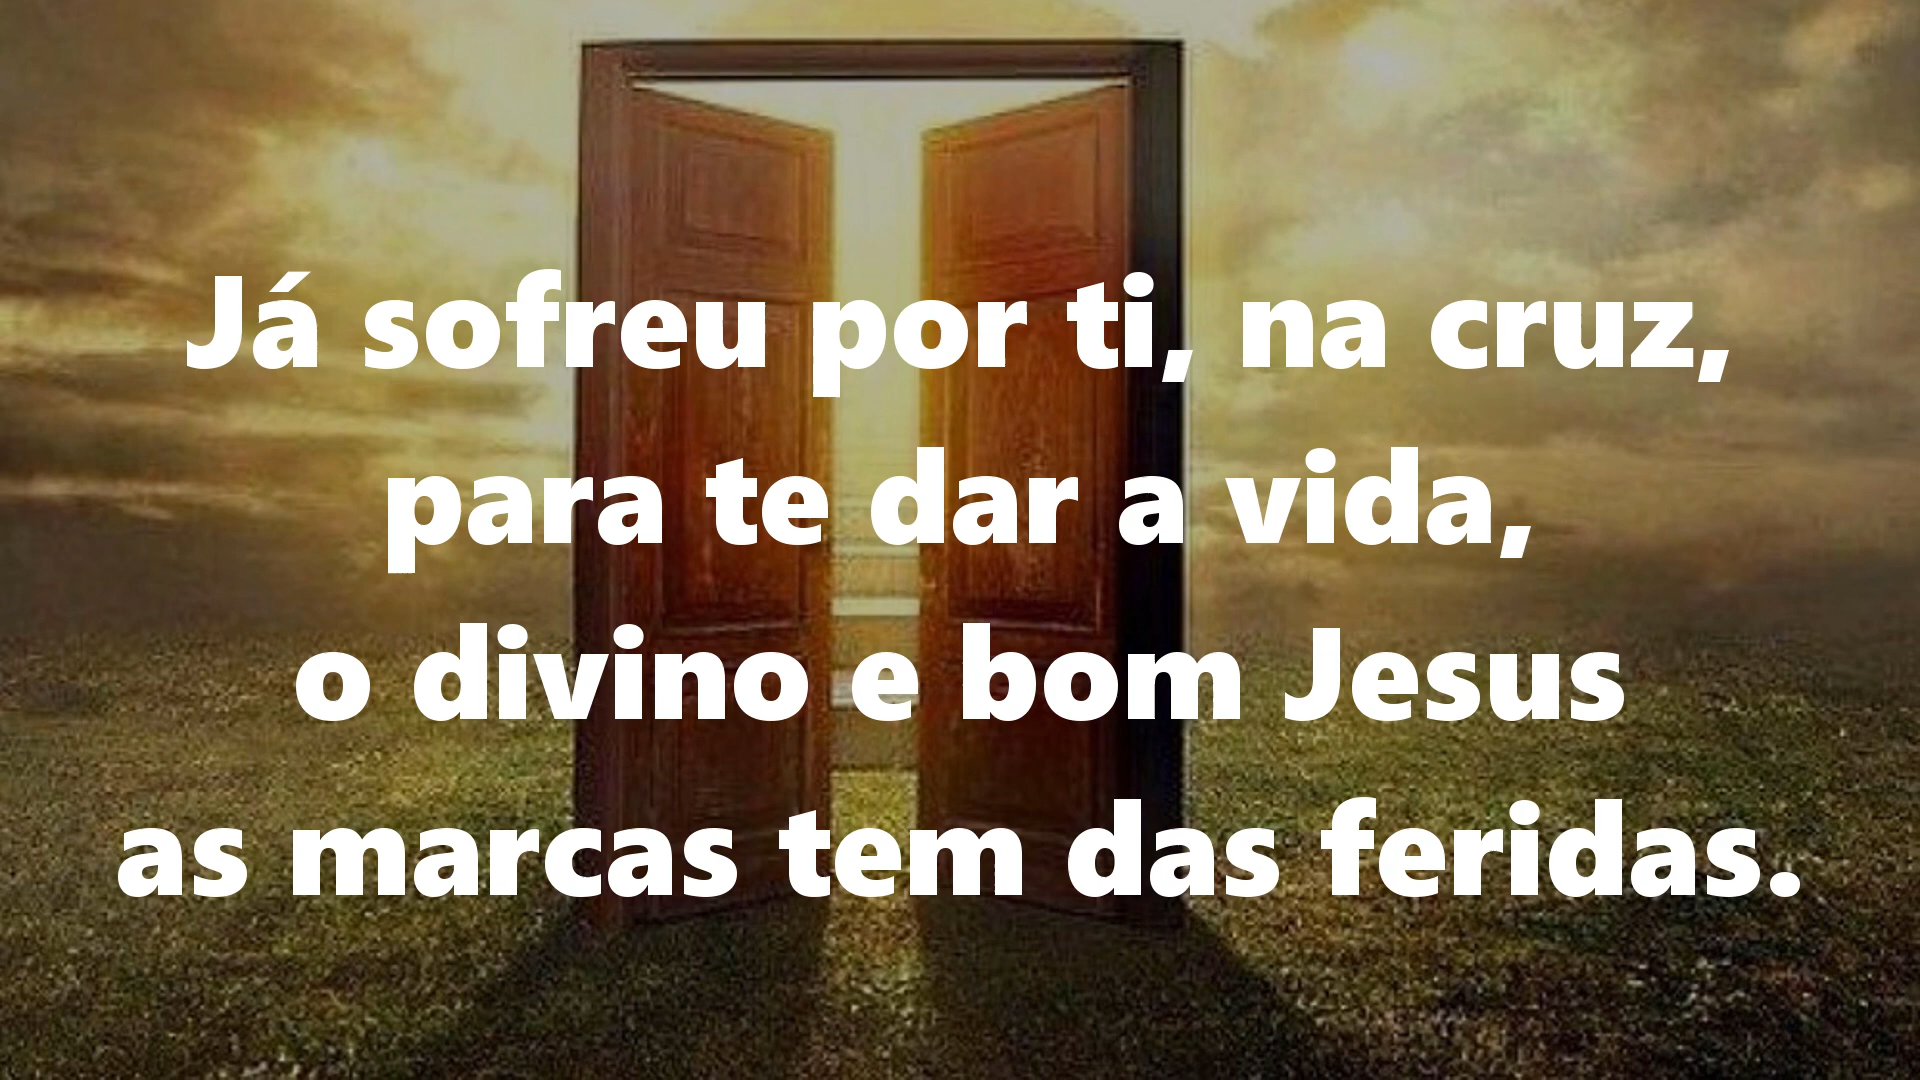 Já sofreu por ti, na cruz,
para te dar a vida,
o divino e bom Jesus
as marcas tem das feridas.